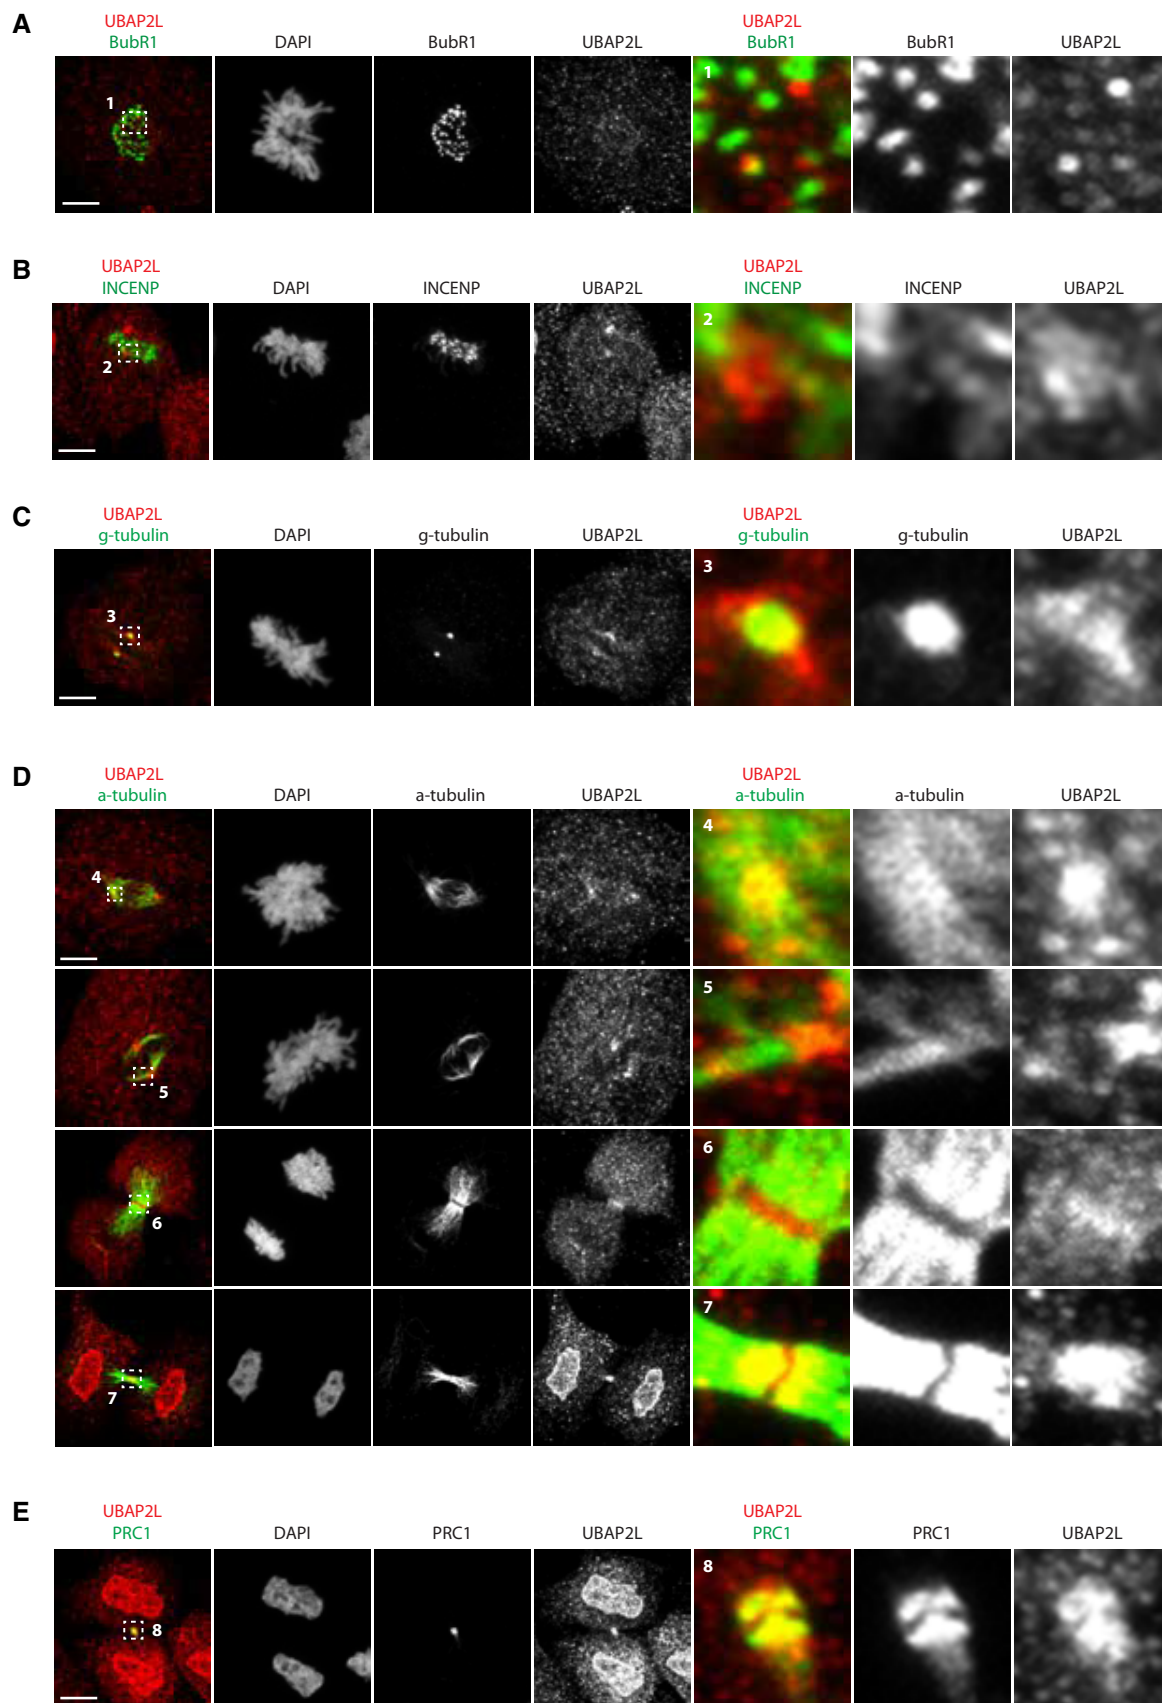 A
UBAP2L
BubR1
DAPI
BubR1
UBAP2L
UBAP2L
BubR1
BubR1
UBAP2L
1
1
B
UBAP2L
INCENP
DAPI
INCENP
UBAP2L
UBAP2L
INCENP
INCENP
UBAP2L
2
2
C
UBAP2L
g-tubulin
DAPI
g-tubulin
UBAP2L
UBAP2L
g-tubulin
g-tubulin
UBAP2L
3
3
D
UBAP2L
a-tubulin
DAPI
a-tubulin
UBAP2L
UBAP2L
a-tubulin
a-tubulin
UBAP2L
4
4
5
5
6
6
7
7
E
UBAP2L
PRC1
DAPI
PRC1
UBAP2L
UBAP2L
PRC1
PRC1
UBAP2L
8
8